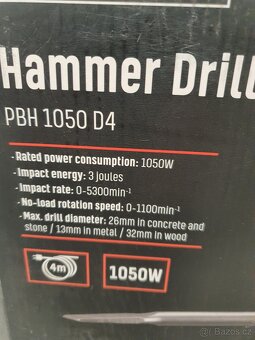 Hammer Drill
PBH 1050 D4
· Rated power consumption: 1050W
· Impact energy: 3 joules
· Impact rate: 0-5300min⁻¹
· No-load rotation speed: 0-1100min⁻¹
· Max. drill diameter: 26mm in concrete and
stone / 13mm in metal / 32mm in wood
4m
1050W
Bazoš.cz